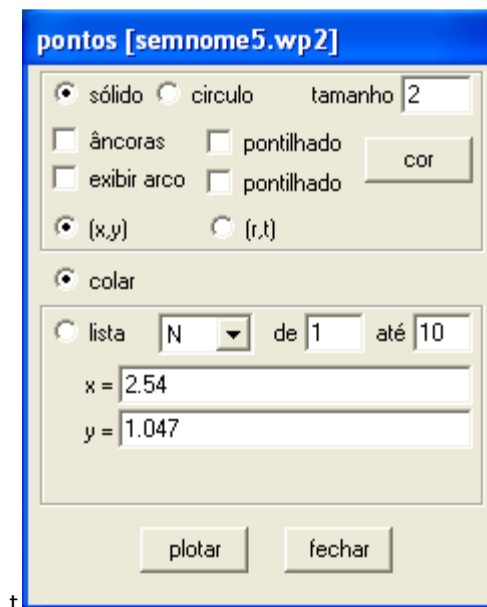 pontos [semnome5.wp2]
sólido circulo tamanho 2
âncoras pontilhado
cor
exibir arco pontilhado
(x,y) (r,t)
colar
lista N de 1 até 10
x = 2.54
y = 1.047
plotar fechar
t